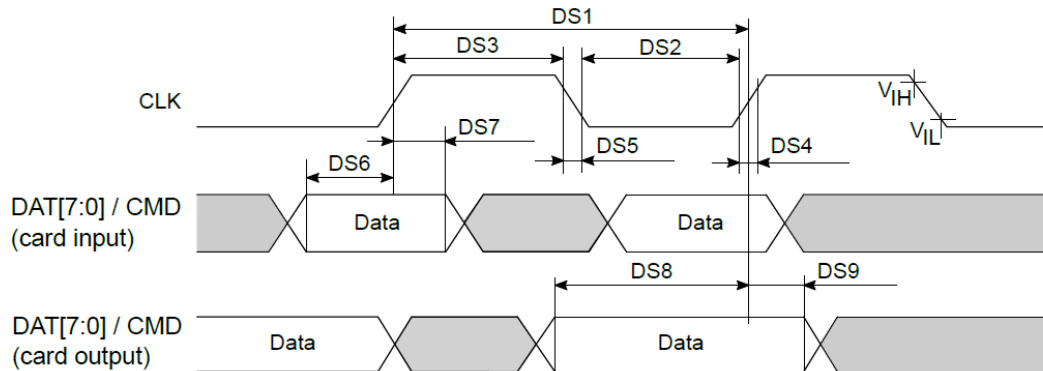 DS1
DS3 DS2
CLK
VIH
VIL
DS7 DS5 DS4
DS6
DAT[7:0] / CMD
(card input)
Data Data
DS8 DS9
DAT[7:0] / CMD
(card output)
Data Data